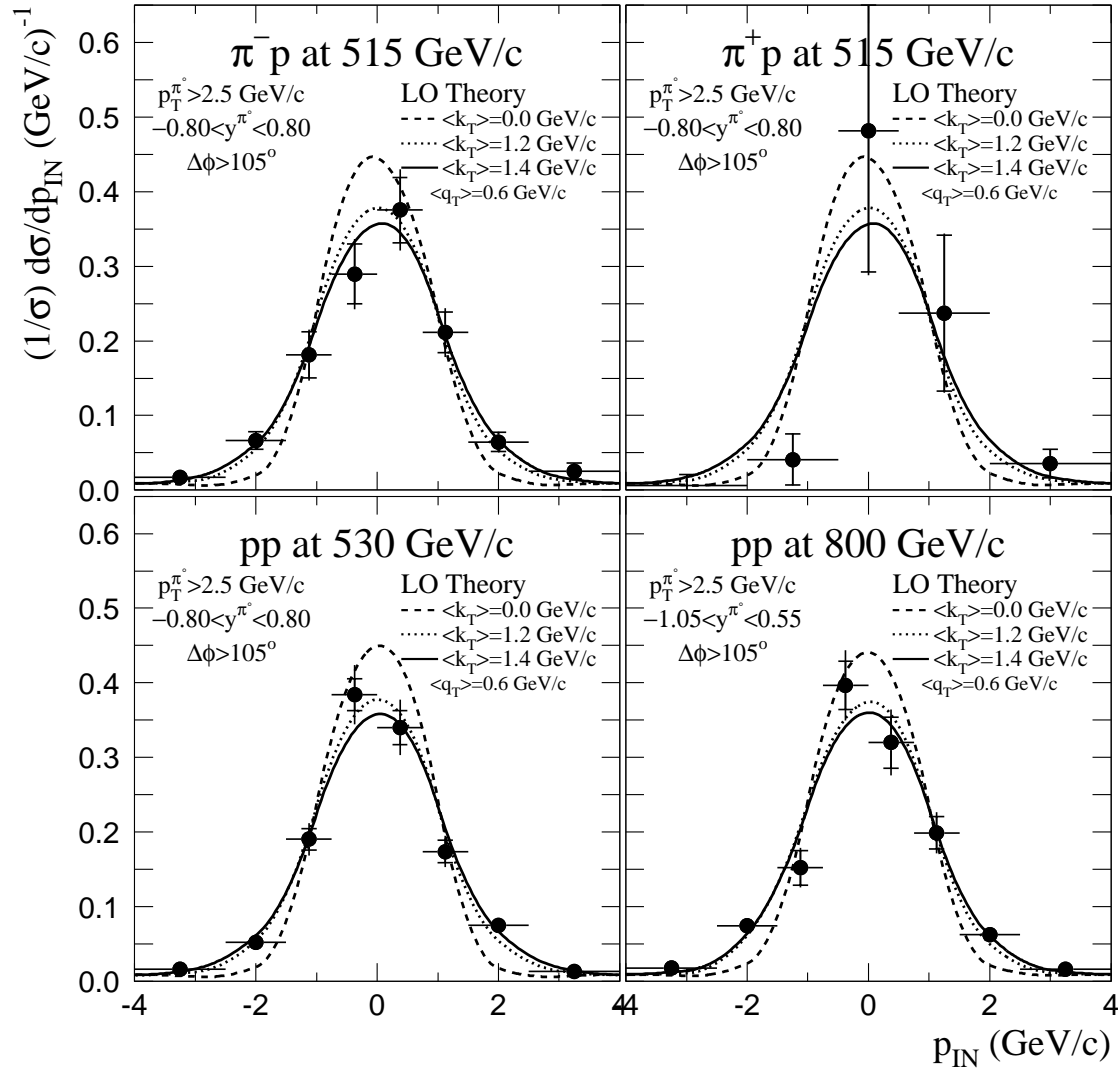 (1/σ) dσ/dp_IN (GeV/c)^-1
0.6
0.5
0.4
0.3
0.2
0.1
0.0
π⁻p at 515 GeV/c
p_T^π°>2.5 GeV/c
−0.80<y^π°<0.80
Δϕ>105°
LO Theory
<k_T>=0.0 GeV/c
<k_T>=1.2 GeV/c
<k_T>=1.4 GeV/c
<q_T>=0.6 GeV/c
π⁺p at 515 GeV/c
p_T^π°>2.5 GeV/c
−0.80<y^π°<0.80
Δϕ>105°
LO Theory
<k_T>=0.0 GeV/c
<k_T>=1.2 GeV/c
<k_T>=1.4 GeV/c
<q_T>=0.6 GeV/c
0.6
0.5
0.4
0.3
0.2
0.1
0.0
pp at 530 GeV/c
p_T^π°>2.5 GeV/c
−0.80<y^π°<0.80
Δϕ>105°
LO Theory
<k_T>=0.0 GeV/c
<k_T>=1.2 GeV/c
<k_T>=1.4 GeV/c
<q_T>=0.6 GeV/c
pp at 800 GeV/c
p_T^π°>2.5 GeV/c
−1.05<y^π°<0.55
Δϕ>105°
LO Theory
<k_T>=0.0 GeV/c
<k_T>=1.2 GeV/c
<k_T>=1.4 GeV/c
<q_T>=0.6 GeV/c
-4 -2 0 2 4
-4 -2 0 2 4
p_IN (GeV/c)